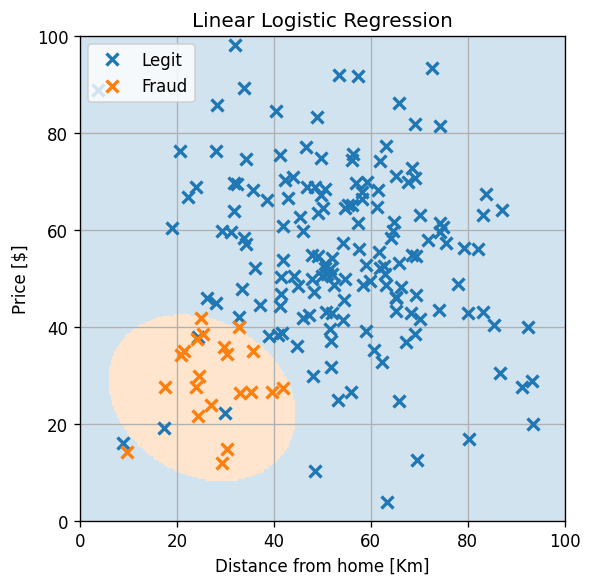 Linear Logistic Regression
100
80
60
40
20
0
Price [$]
Legit
Fraud
0 20 40 60 80 100
Distance from home [Km]